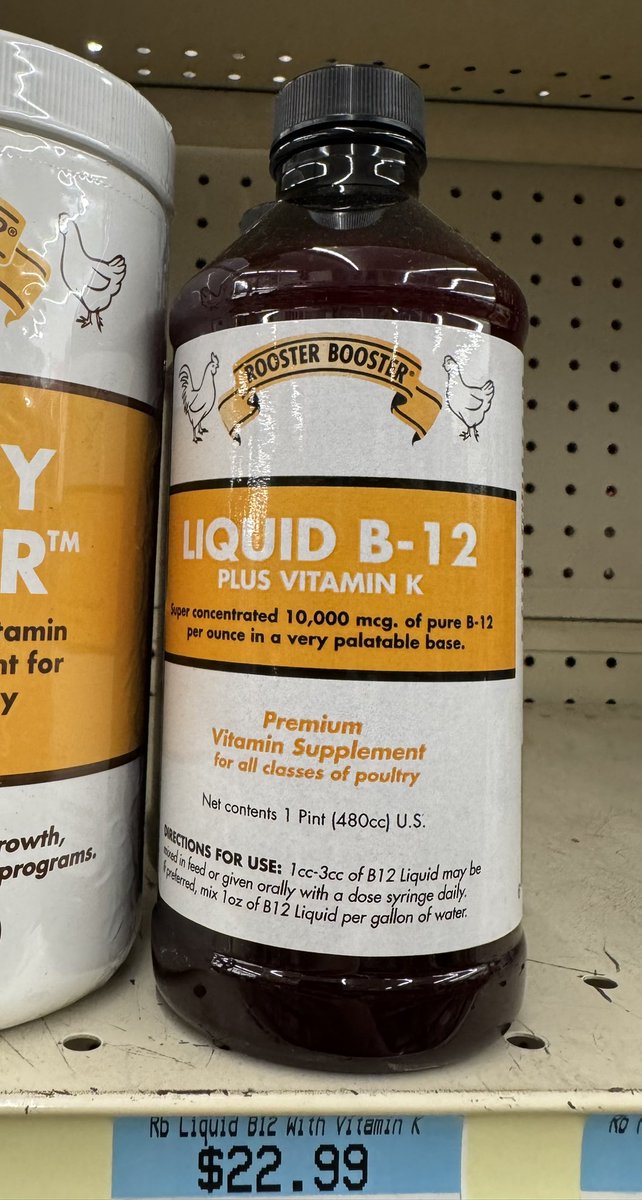 ROOSTER BOOSTER®
LIQUID B-12
PLUS VITAMIN K
Super concentrated 10,000 mcg. of pure B-12
per ounce in a very palatable base.
Premium
Vitamin Supplement
for all classes of poultry
Net contents 1 Pint (480cc) U.S.
DIRECTIONS FOR USE: 1cc-3cc of B12 Liquid may be
mixed in feed or given orally with a dose syringe daily.
If preferred, mix 1oz of B12 Liquid per gallon of water.
Y
R™
tamin
nt for
y
rowth,
programs.
Rb Liquid B12 With Vitamin K
$22.99
Rb